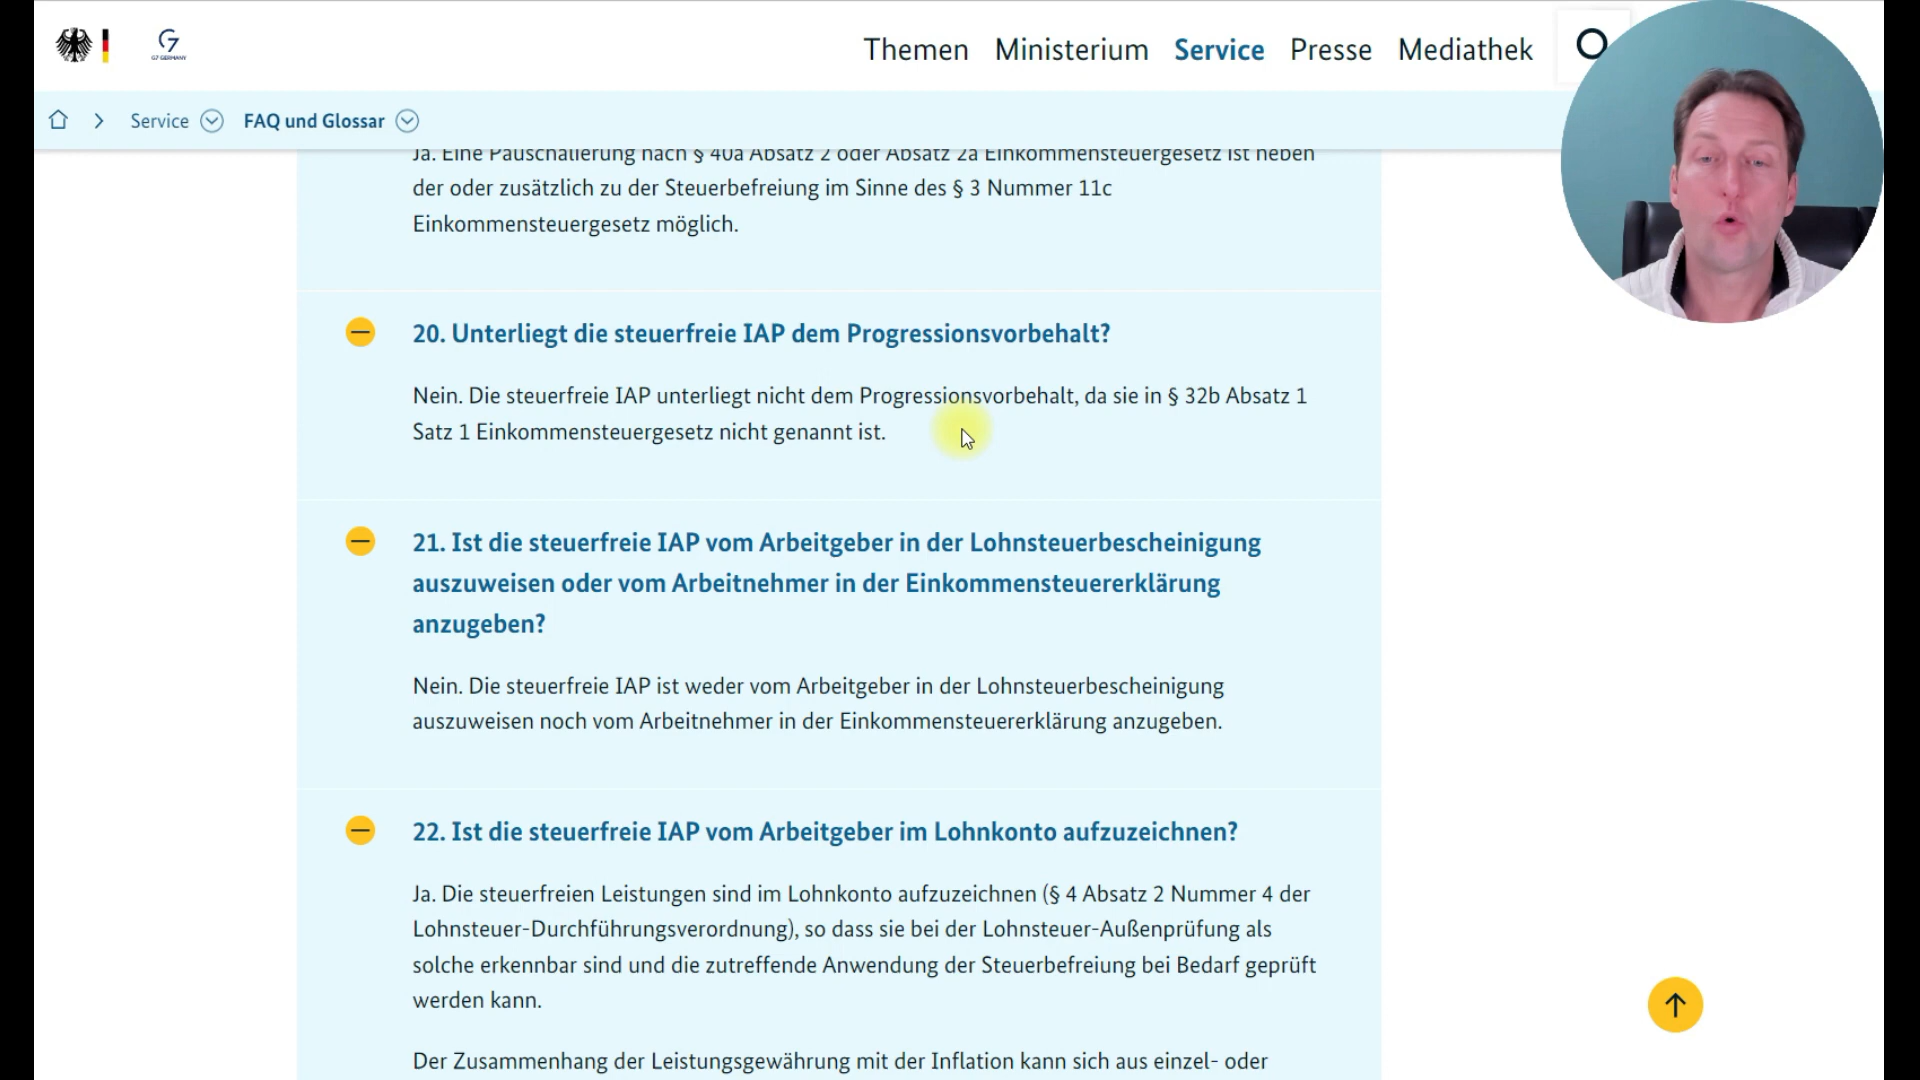 G7 GERMANY
Themen Ministerium Service Presse Mediathek
Service FAQ und Glossar
Ja. Eine Pauschalierung nach § 40a Absatz 2 oder Absatz 2a Einkommensteuergesetz ist neben
der oder zusätzlich zu der Steuerbefreiung im Sinne des § 3 Nummer 11c
Einkommensteuergesetz möglich.
20. Unterliegt die steuerfreie IAP dem Progressionsvorbehalt?
Nein. Die steuerfreie IAP unterliegt nicht dem Progressionsvorbehalt, da sie in § 32b Absatz 1
Satz 1 Einkommensteuergesetz nicht genannt ist.
21. Ist die steuerfreie IAP vom Arbeitgeber in der Lohnsteuerbescheinigung
auszuweisen oder vom Arbeitnehmer in der Einkommensteuererklärung
anzugeben?
Nein. Die steuerfreie IAP ist weder vom Arbeitgeber in der Lohnsteuerbescheinigung
auszuweisen noch vom Arbeitnehmer in der Einkommensteuererklärung anzugeben.
22. Ist die steuerfreie IAP vom Arbeitgeber im Lohnkonto aufzuzeichnen?
Ja. Die steuerfreien Leistungen sind im Lohnkonto aufzuzeichnen (§ 4 Absatz 2 Nummer 4 der
Lohnsteuer-Durchführungsverordnung), so dass sie bei der Lohnsteuer-Außenprüfung als
solche erkennbar sind und die zutreffende Anwendung der Steuerbefreiung bei Bedarf geprüft
werden kann.
Der Zusammenhang der Leistungsgewährung mit der Inflation kann sich aus einzel- oder